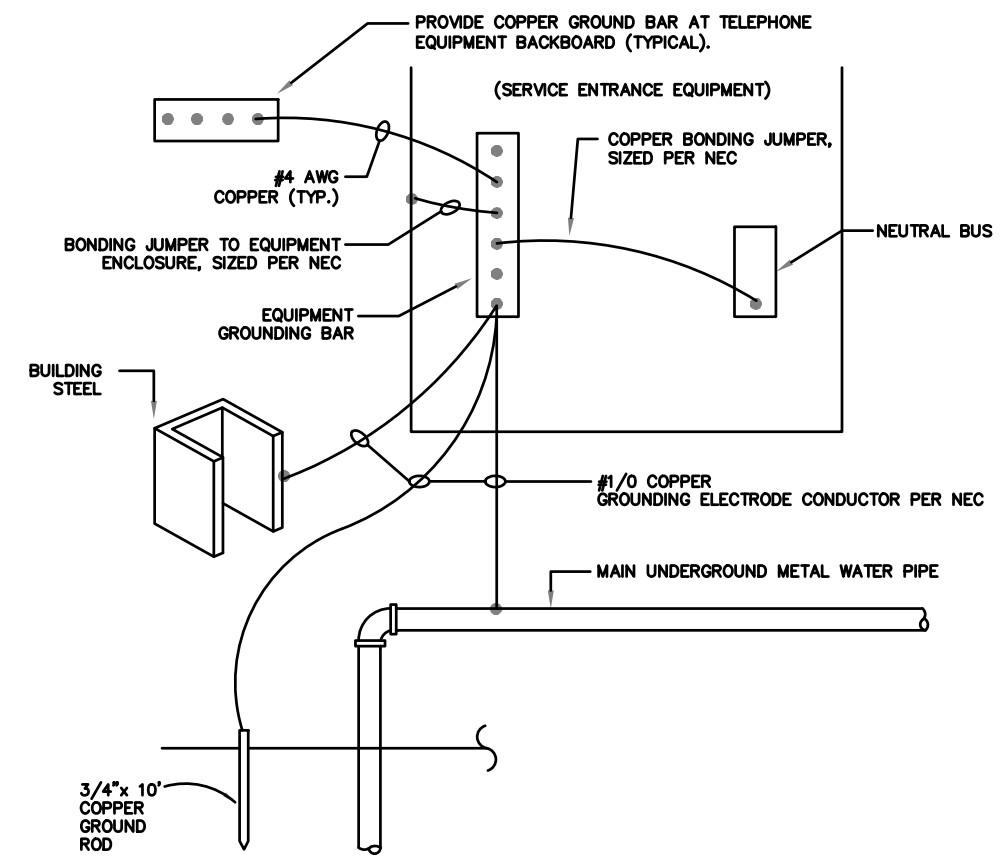 PROVIDE COPPER GROUND BAR AT TELEPHONE
EQUIPMENT BACKBOARD (TYPICAL).
(SERVICE ENTRANCE EQUIPMENT)
COPPER BONDING JUMPER,
SIZED PER NEC
#4 AWG
COPPER (TYP.)
NEUTRAL BUS
BONDING JUMPER TO EQUIPMENT
ENCLOSURE, SIZED PER NEC
EQUIPMENT
GROUNDING BAR
BUILDING
STEEL
#1/0 COPPER
GROUNDING ELECTRODE CONDUCTOR PER NEC
MAIN UNDERGROUND METAL WATER PIPE
3/4"x 10'
COPPER
GROUND
ROD